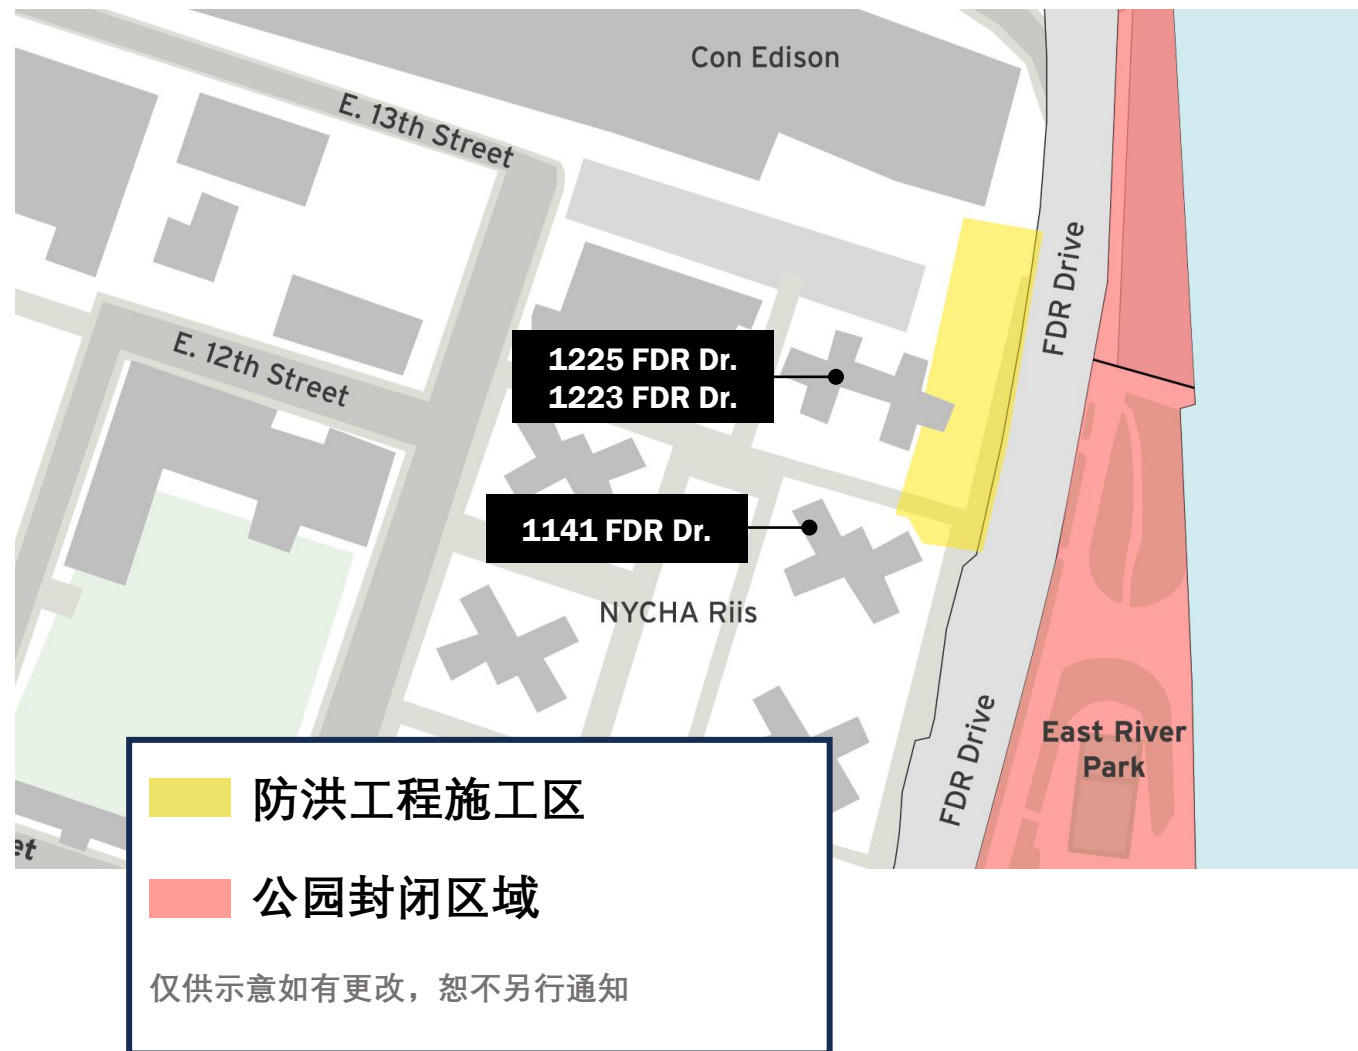 Con Edison
E. 13th Street
FDR Drive
E. 12th Street
1225 FDR Dr.
1223 FDR Dr.
1141 FDR Dr.
NYCHA Riis
FDR Drive
East River
Park
防洪工程施工区
公园封闭区域
仅供示意如有更改，恕不另行通知